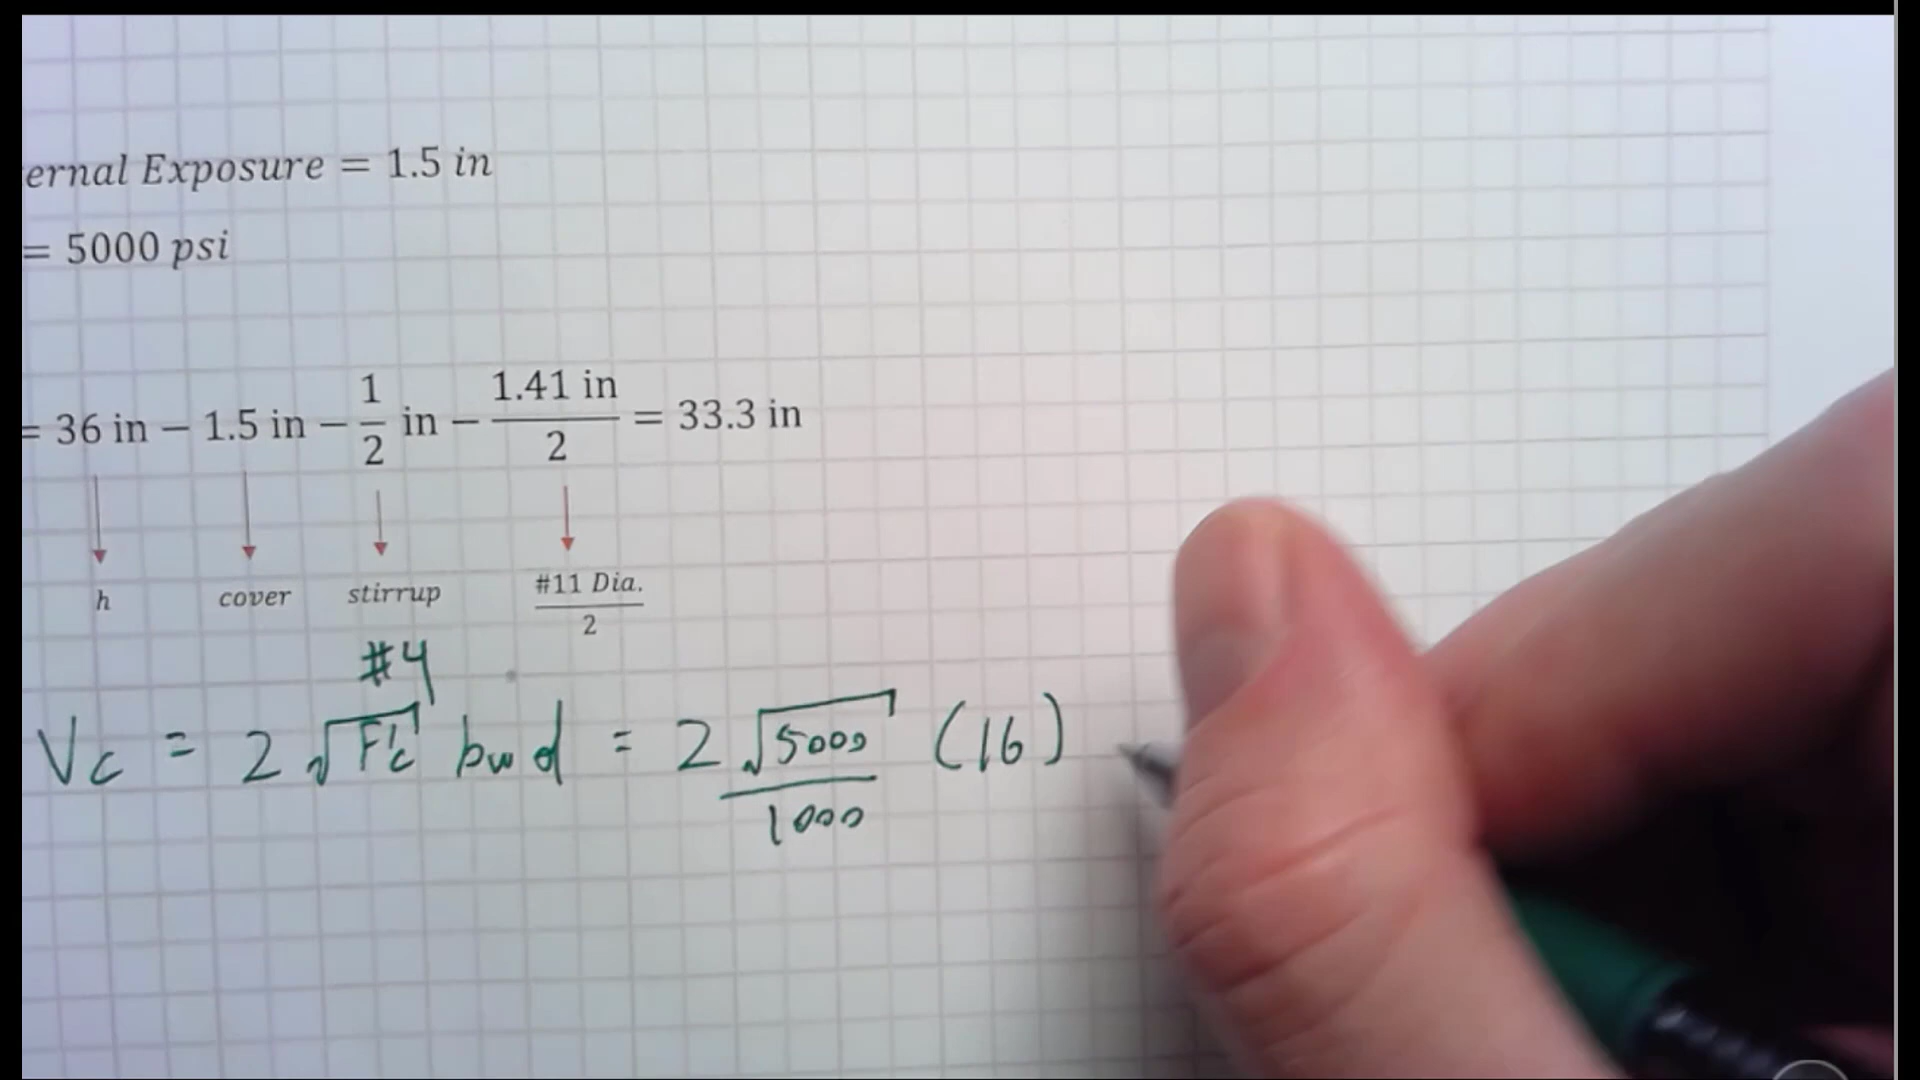 ernal Exposure = 1.5 in
= 5000 psi
= 36 in − 1.5 in − 1/2 in − 1.41 in/2 = 33.3 in
h cover stirrup #11 Dia./2
#4
Vc = 2 √F'c bw d = 2 √5000/1000 (16)